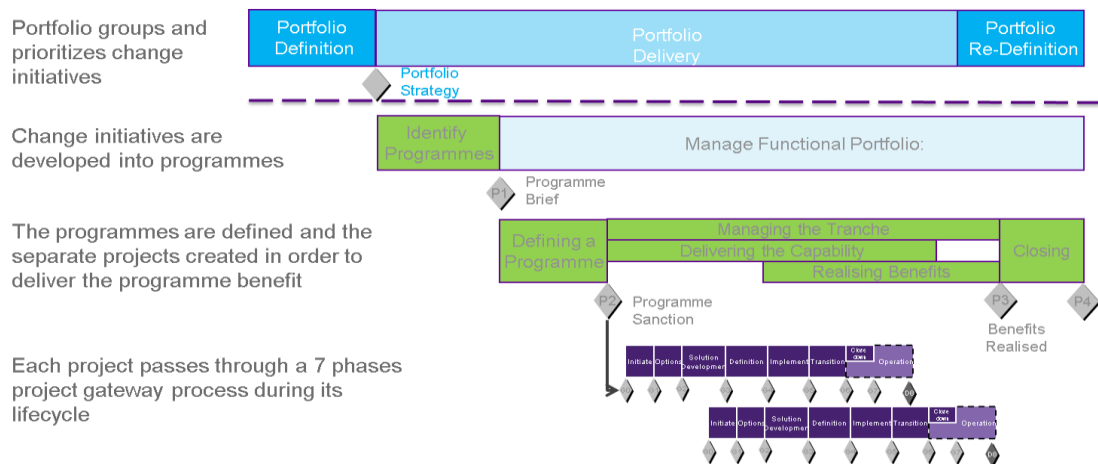 Portfolio groups and
prioritizes change
initiatives
Portfolio
Definition
Portfolio
Delivery
Portfolio
Re-Definition
Portfolio
Strategy
Change initiatives are
developed into programmes
Identify
Programmes
Manage Functional Portfolio:
P1
Programme
Brief
The programmes are defined and the
separate projects created in order to
deliver the programme benefit
Defining a
Programme
Managing the Tranche
Delivering the Capability
Realising Benefits
Closing
P2
Programme
Sanction
P3
Benefits
Realised
P4
Each project passes through a 7 phases
project gateway process during its
lifecycle
Initiate
Options
Solution
Development
Definition
Implement
Transition
Close
down
Operation
Initiate
Options
Solution
Development
Definition
Implement
Transition
Close
down
Operation